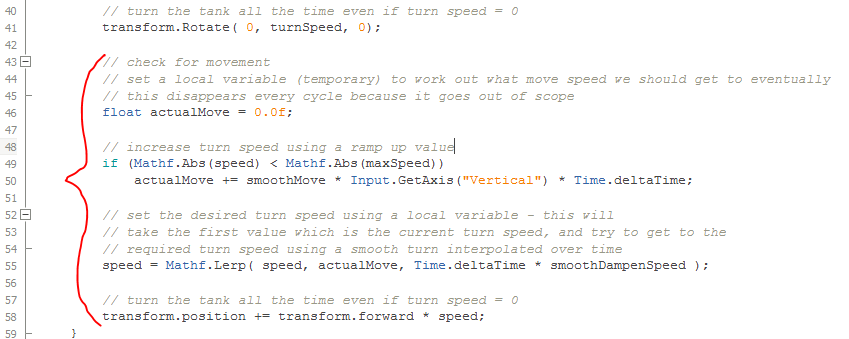 40 // turn the tank all the time even if turn speed = 0
41 transform.Rotate( 0, turnSpeed, 0);
42
43 // check for movement
44 // set a local variable (temporary) to work out what move speed we should get to eventually
45 // this disappears every cycle because it goes out of scope
46 float actualMove = 0.0f;
47
48 // increase turn speed using a ramp up value
49 if (Mathf.Abs(speed) < Mathf.Abs(maxSpeed))
50 actualMove += smoothMove * Input.GetAxis("Vertical") * Time.deltaTime;
51
52 // set the desired turn speed using a local variable - this will
53 // take the first value which is the current turn speed, and try to get to the
54 // required turn speed using a smooth turn interpolated over time
55 speed = Mathf.Lerp( speed, actualMove, Time.deltaTime * smoothDampenSpeed );
56
57 // turn the tank all the time even if turn speed = 0
58 transform.position += transform.forward * speed;
59 }